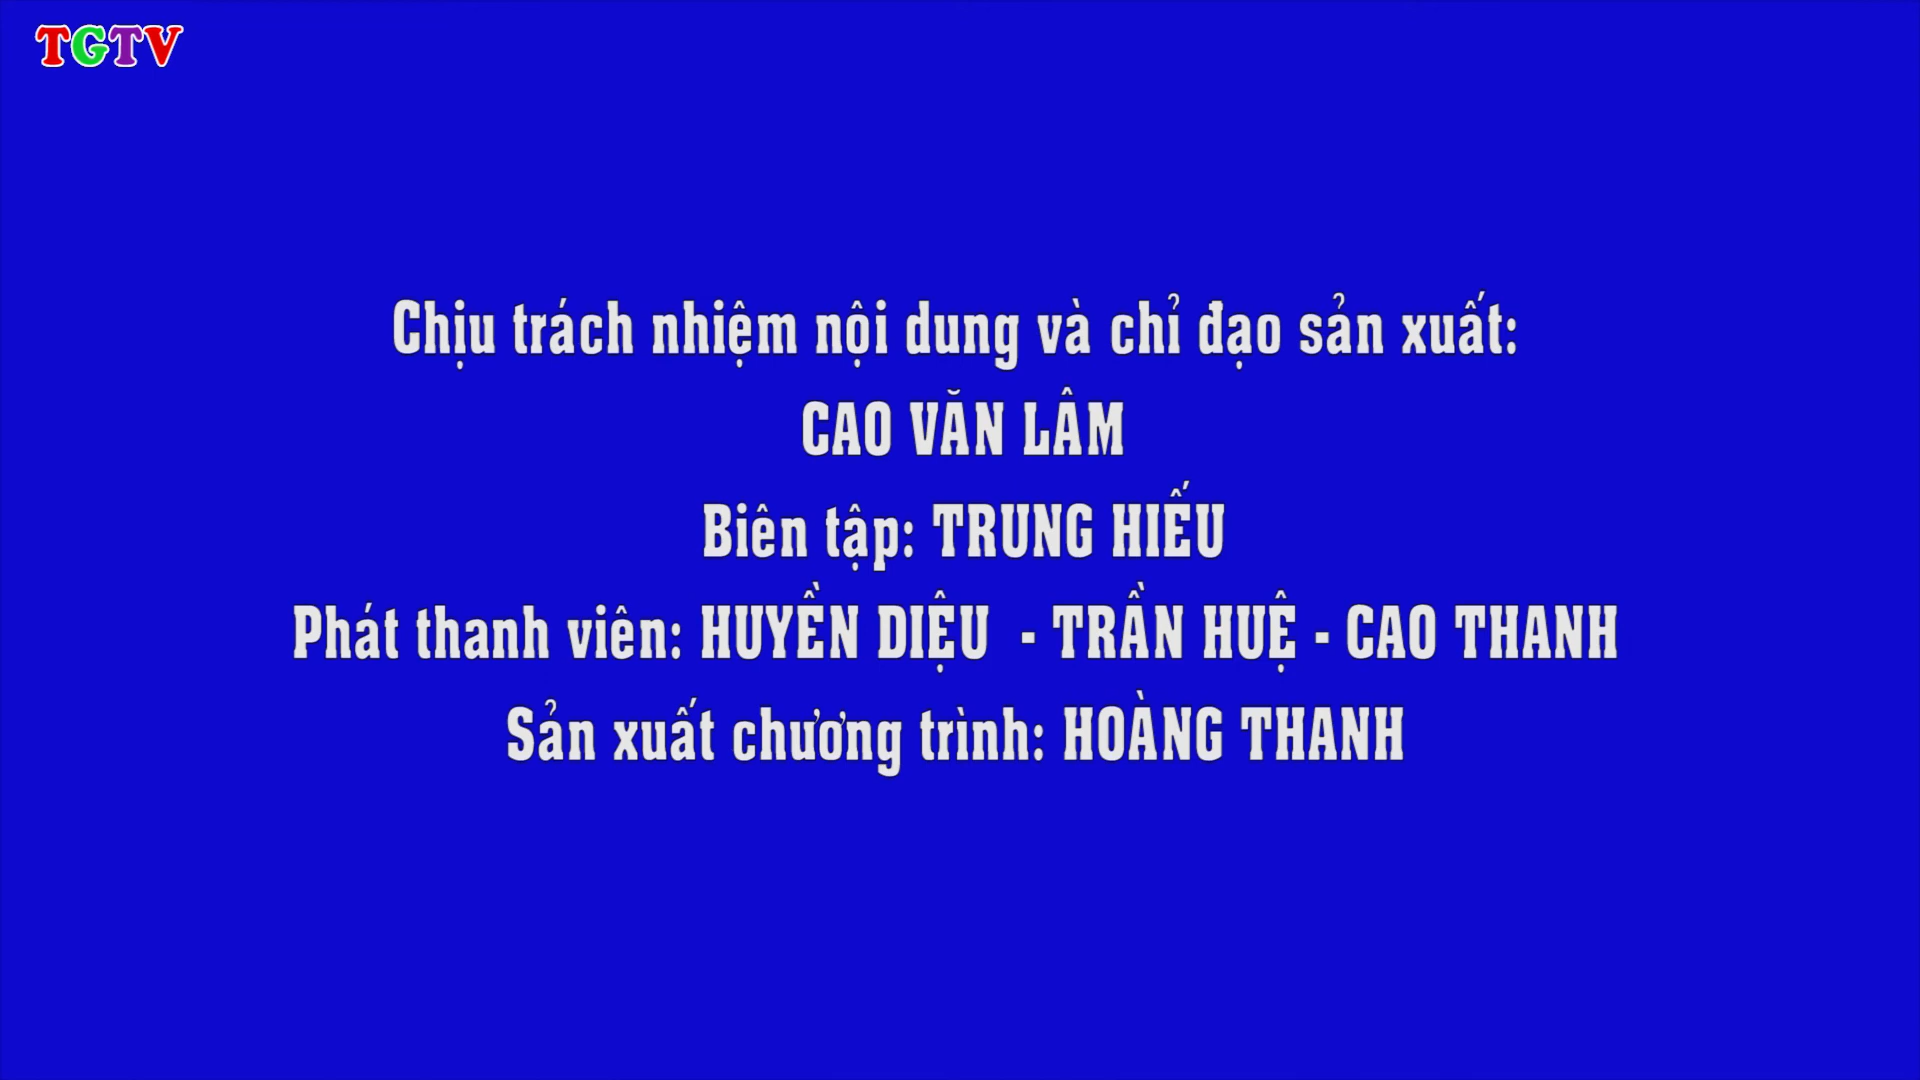 TGTV
Chịu trách nhiệm nội dung và chỉ đạo sản xuất:
CAO VĂN LÂM
Biên tập: TRUNG HIẾU
Phát thanh viên: HUYỀN DIỆU - TRẦN HUỆ - CAO THANH
Sản xuất chương trình: HOÀNG THANH